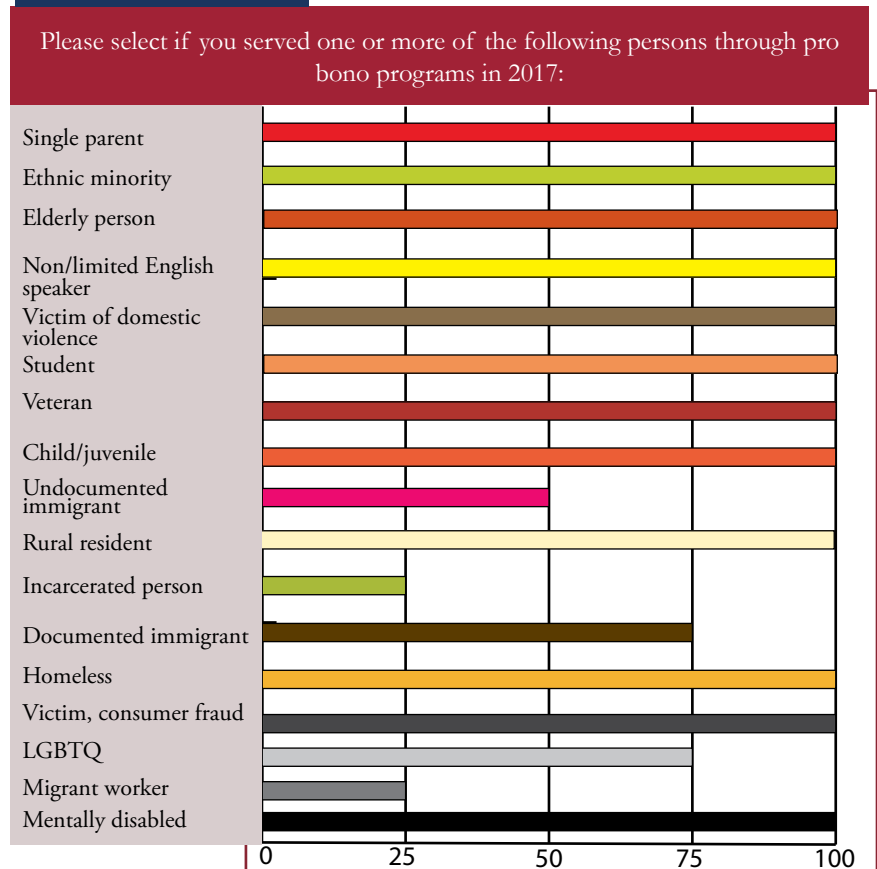 Please select if you served one or more of the following persons through pro
bono programs in 2017:
Single parent
Ethnic minority
Elderly person
Non/limited English
speaker
Victim of domestic
violence
Student
Veteran
Child/juvenile
Undocumented
immigrant
Rural resident
Incarcerated person
Documented immigrant
Homeless
Victim, consumer fraud
LGBTQ
Migrant worker
Mentally disabled
0 25 50 75 100